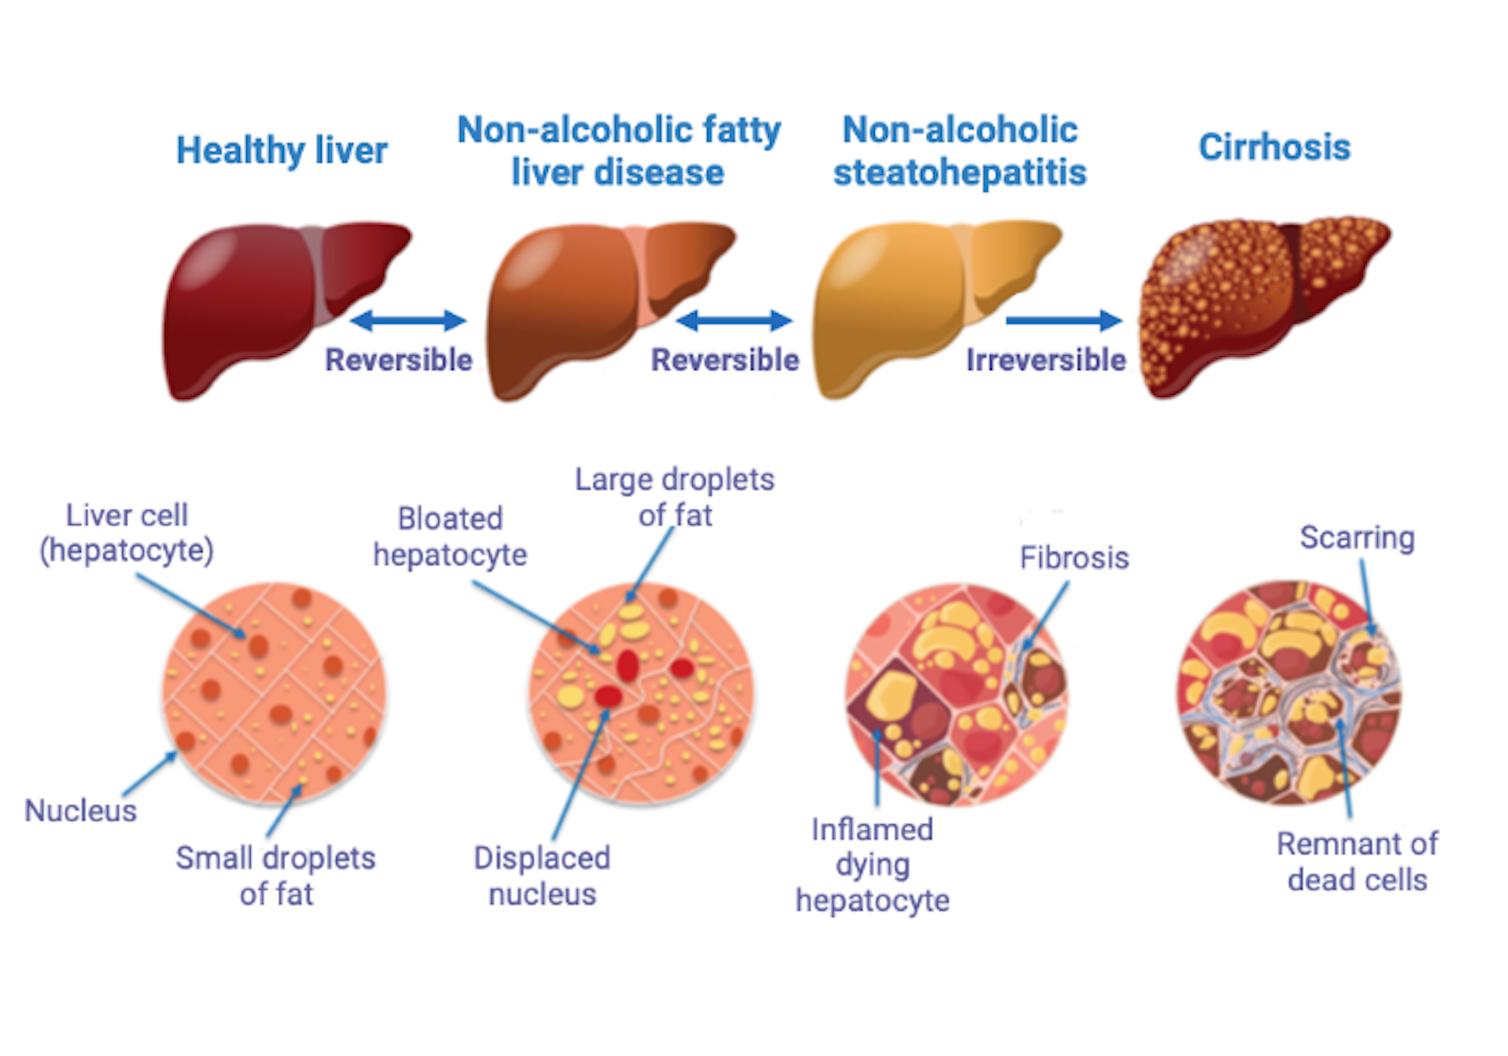 Healthy liver
Non-alcoholic fatty
liver disease
Non-alcoholic
steatohepatitis
Cirrhosis
Reversible
Reversible
Irreversible
Liver cell
(hepatocyte)
Bloated
hepatocyte
Large droplets
of fat
Fibrosis
Scarring
Nucleus
Small droplets
of fat
Displaced
nucleus
Inflamed
dying
hepatocyte
Remnant of
dead cells